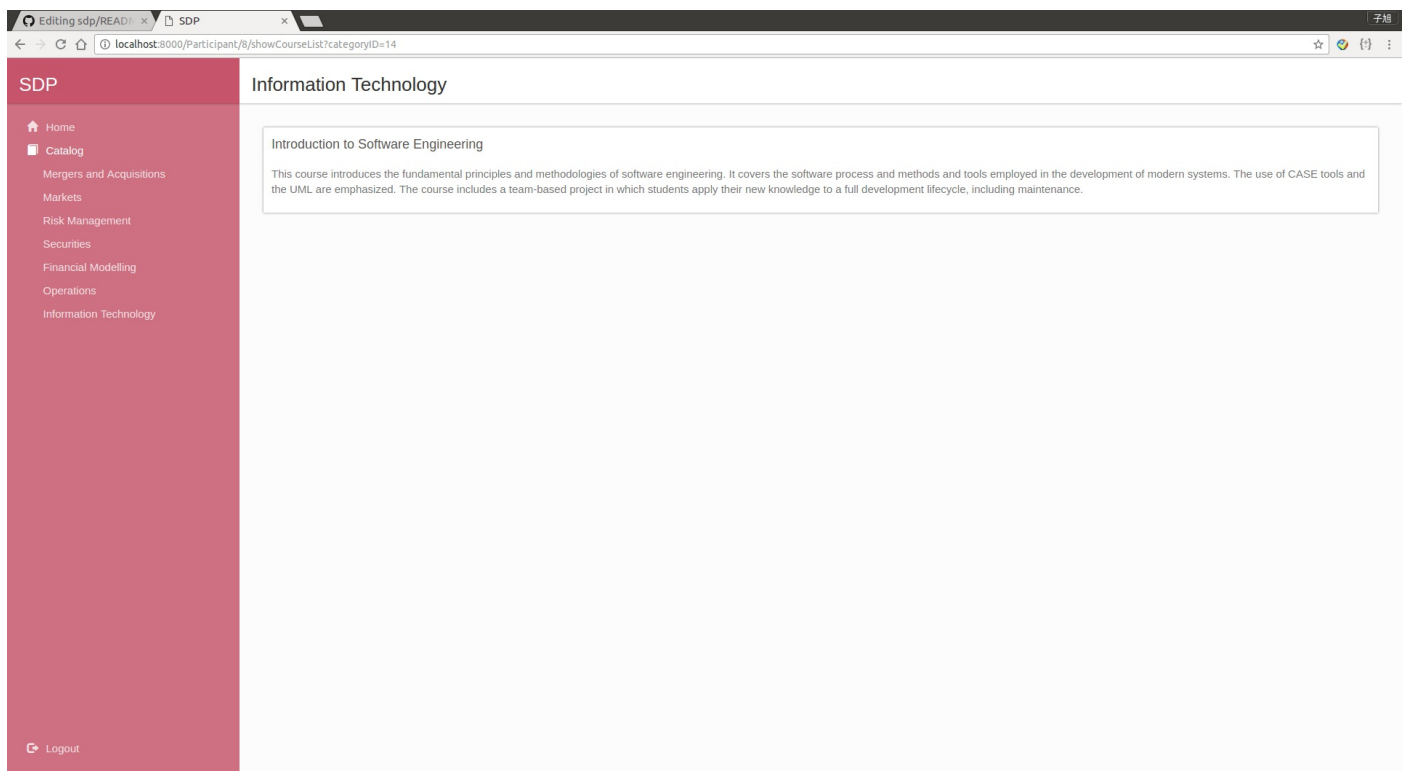 Editing sdp/READM
SDP
子旭
localhost:8000/Participant/8/showCourseList?categoryID=14
SDP
Information Technology
Home
Catalog
Mergers and Acquisitions
Markets
Risk Management
Securities
Financial Modelling
Operations
Information Technology
Introduction to Software Engineering
This course introduces the fundamental principles and methodologies of software engineering. It covers the software process and methods and tools employed in the development of modern systems. The use of CASE tools and
the UML are emphasized. The course includes a team-based project in which students apply their new knowledge to a full development lifecycle, including maintenance.
Logout